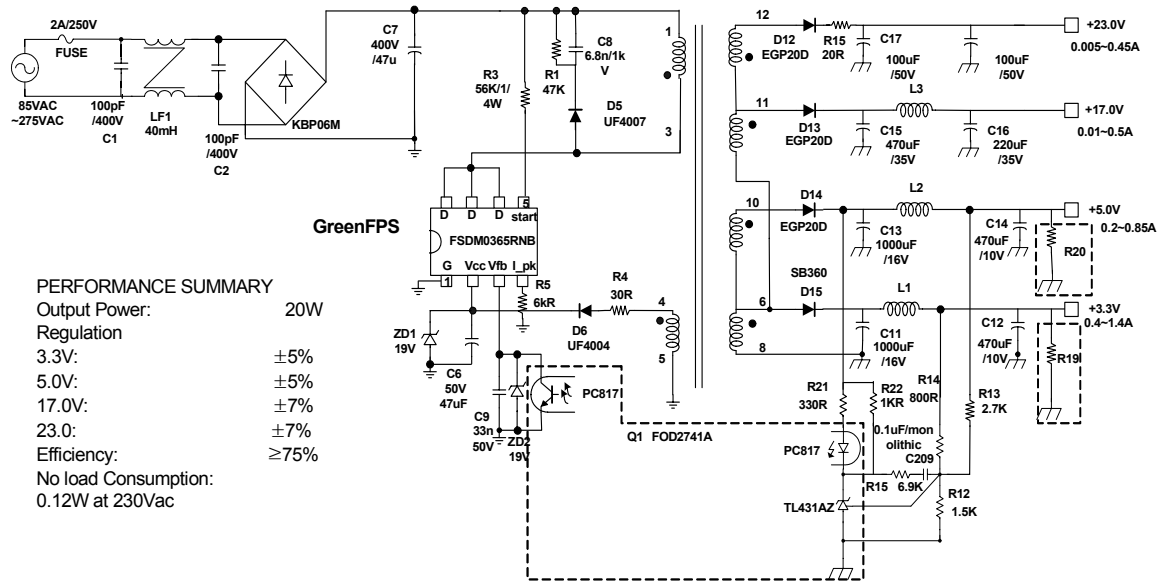 2A/250V
FUSE
85VAC
~275VAC
100pF
/400V
C1
LF1
40mH
100pF
/400V
C2
KBP06M
C7
400V
/47u
R3
56K/1/
4W
R1
47K
C8
6.8n/1k
V
D5
UF4007
1
3
12
11
10
6
8
D12
EGP20D
R15
20R
C17
100uF
/50V
100uF
/50V
+23.0V
0.005~0.45A
D13
EGP20D
C15
470uF
/35V
L3
C16
220uF
/35V
+17.0V
0.01~0.5A
D14
EGP20D
C13
1000uF
/16V
L2
C14
470uF
/10V
R20
+5.0V
0.2~0.85A
SB360
D15
C11
1000uF
/16V
L1
C12
470uF
/10V
R19
+3.3V
0.4~1.4A
GreenFPS
D D D 5
start
FSDM0365RNB
G Vcc Vfb I_pk
1
R5
6kR
R4
30R
D6
UF4004
4
5
ZD1
19V
C6
50V
47uF
C9
33n
50V
ZD2
19V
PC817
Q1 FOD2741A
R21
330R
R22
1KR
R14
800R
R13
2.7K
0.1uF/mon
olithic
C209
PC817
R15
6.9K
R12
1.5K
TL431AZ
PERFORMANCE SUMMARY
Output Power: 20W
Regulation
3.3V: ±5%
5.0V: ±5%
17.0V: ±7%
23.0: ±7%
Efficiency: ≥75%
No load Consumption:
0.12W at 230Vac